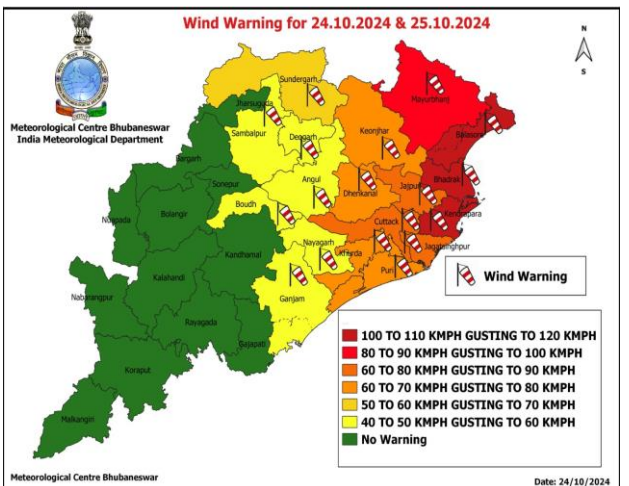 Wind Warning for 24.10.2024 & 25.10.2024
N
S
Meteorological Centre Bhubaneswar
India Meteorological Department
Sundergarh
Jharsuguda
Mayurbhanj
Sambalpur
Deogarh
Keonjhar
Balasore
Bargarh
Angul
Bhadrak
Sonepur
Dhenkanal
Jajpur
Boudh
Kendrapara
Nuapada
Bolangir
Cuttack
Nayagarh
Jagatsinghpur
Kandhamal
Khurda
Puri
Kalahandi
Ganjam
Nabarangpur
Rayagada
Gajapati
Koraput
Malkangiri
Wind Warning
100 TO 110 KMPH GUSTING TO 120 KMPH
80 TO 90 KMPH GUSTING TO 100 KMPH
60 TO 80 KMPH GUSTING TO 90 KMPH
60 TO 70 KMPH GUSTING TO 80 KMPH
50 TO 60 KMPH GUSTING TO 70 KMPH
40 TO 50 KMPH GUSTING TO 60 KMPH
No Warning
Meteorological Centre Bhubaneswar
Date: 24/10/2024